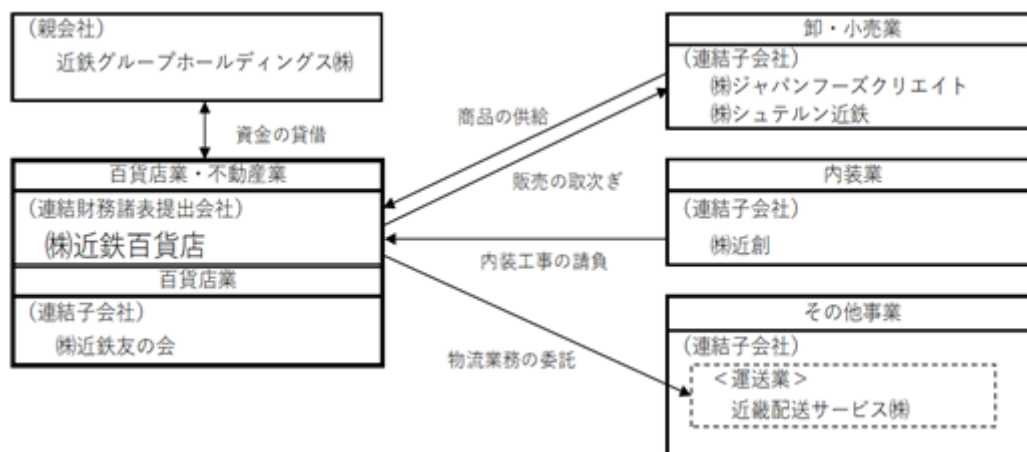 (親会社)
近鉄グループホールディングス㈱
資金の貸借
百貨店業・不動産業
(連結財務諸表提出会社)
㈱近鉄百貨店
百貨店業
(連結子会社)
㈱近鉄友の会
商品の供給
販売の取次ぎ
内装工事の請負
物流業務の委託
卸・小売業
(連結子会社)
㈱ジャパンフーズクリエイト
㈱シュテルン近鉄
内装業
(連結子会社)
㈱近創
その他事業
(連結子会社)
＜運送業＞
近畿配送サービス㈱